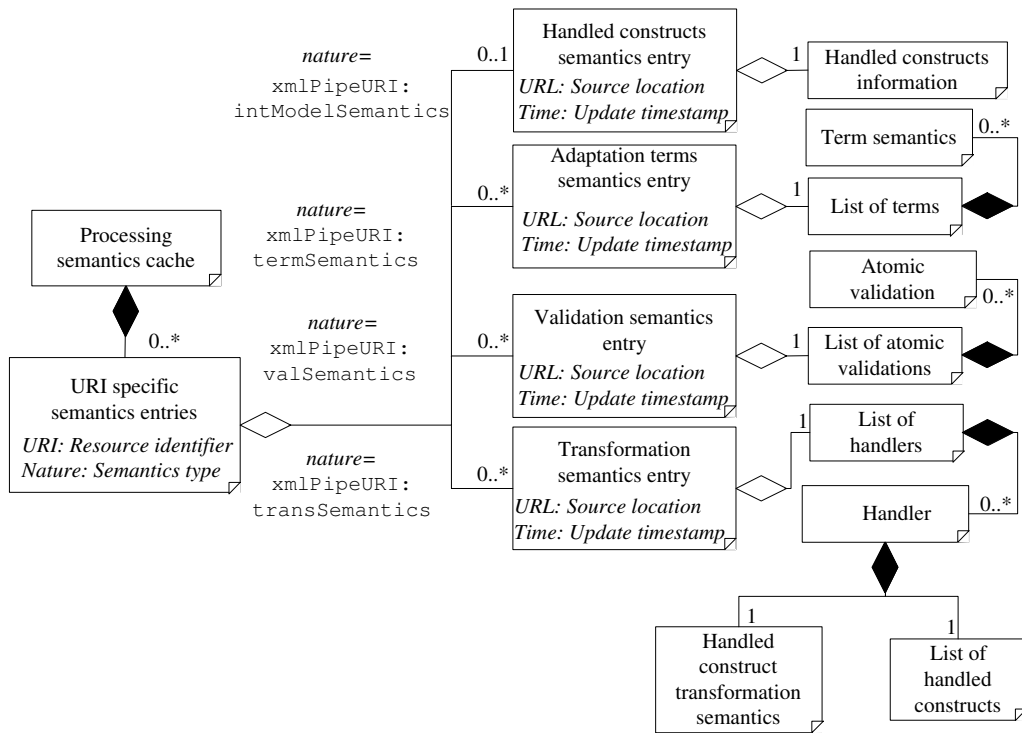 nature=
xmlPipeURI:
intModelSemantics
0..1
Handled constructs
semantics entry
URL: Source location
Time: Update timestamp
1
Handled constructs
information
Term semantics
0..*
nature=
xmlPipeURI:
termSemantics
0..*
Adaptation terms
semantics entry
URL: Source location
Time: Update timestamp
1
List of terms
Processing
semantics cache
0..*
URI specific
semantics entries
URI: Resource identifier
Nature: Semantics type
nature=
xmlPipeURI:
valSemantics
0..*
Validation semantics
entry
URL: Source location
Time: Update timestamp
1
List of atomic
validations
Atomic
validation
0..*
nature=
xmlPipeURI:
transSemantics
0..*
Transformation
semantics entry
URL: Source location
Time: Update timestamp
1
List of
handlers
Handler
0..*
1
Handled
construct
transformation
semantics
1
List of
handled
constructs